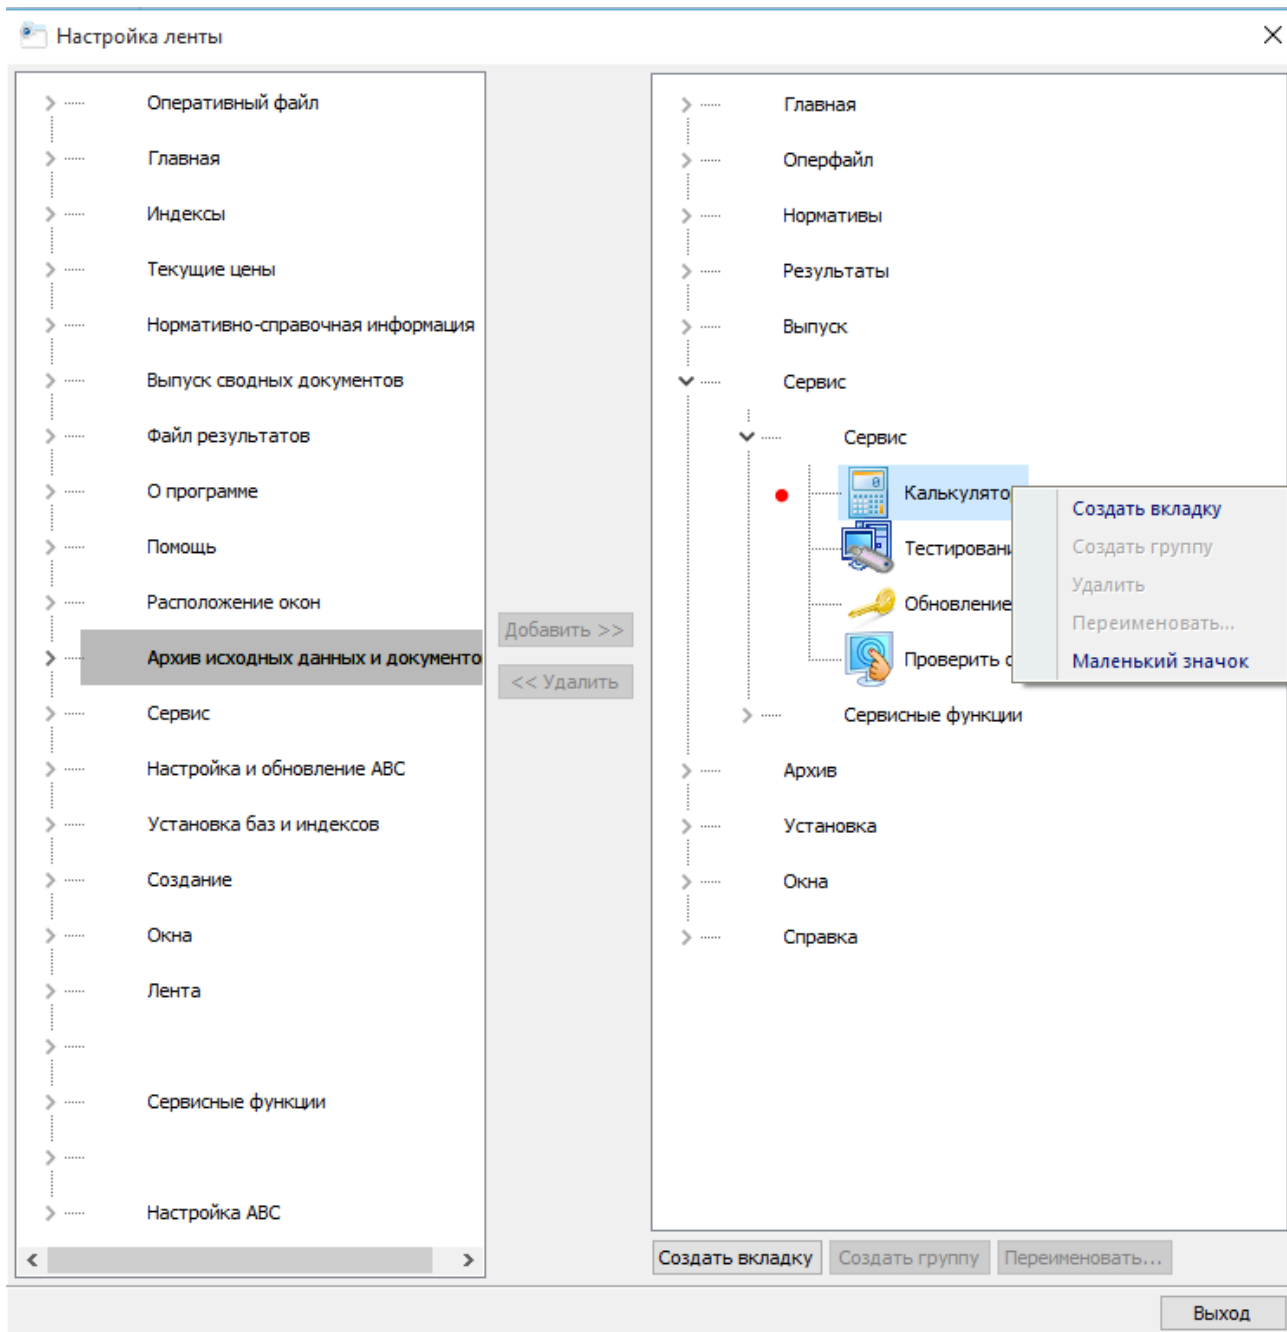 Настройка ленты
Оперативный файл
Главная
Индексы
Текущие цены
Нормативно-справочная информация
Выпуск сводных документов
Файл результатов
О программе
Помощь
Расположение окон
Архив исходных данных и документо
Сервис
Настройка и обновление АВС
Установка баз и индексов
Создание
Окна
Лента
Сервисные функции
Настройка АВС
Добавить >>
<< Удалить
Главная
Оперфайл
Нормативы
Результаты
Выпуск
Сервис
Сервис
0
Калькулято
Тестировани
Обновление
Проверить с
Сервисные функции
Архив
Установка
Окна
Справка
Создать вкладку
Создать группу
Удалить
Переименовать...
Маленький значок
Создать вкладку Создать группу Переименовать...
Выход